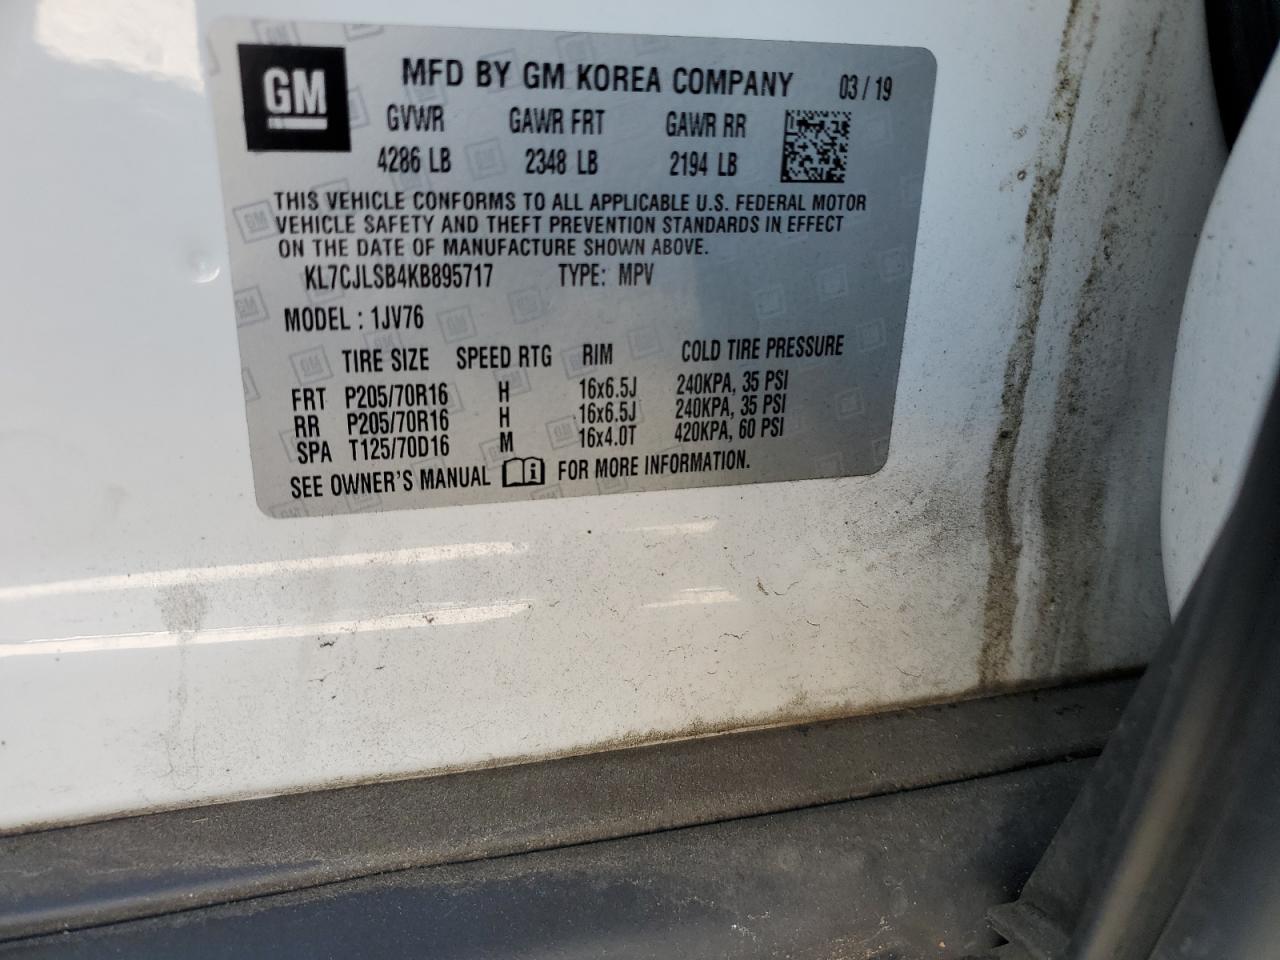 GM
MFD BY GM KOREA COMPANY 03 / 19
GVWR GAWR FRT GAWR RR
4286 LB 2348 LB 2194 LB
THIS VEHICLE CONFORMS TO ALL APPLICABLE U.S. FEDERAL MOTOR
VEHICLE SAFETY AND THEFT PREVENTION STANDARDS IN EFFECT
ON THE DATE OF MANUFACTURE SHOWN ABOVE.
KL7CJLSB4KB895717 TYPE: MPV
MODEL : 1JV76
TIRE SIZE SPEED RTG RIM COLD TIRE PRESSURE
FRT P205/70R16 H 16x6.5J 240KPA, 35 PSI
RR P205/70R16 H 16x6.5J 240KPA, 35 PSI
SPA T125/70D16 M 16x4.0T 420KPA, 60 PSI
SEE OWNER'S MANUAL FOR MORE INFORMATION.